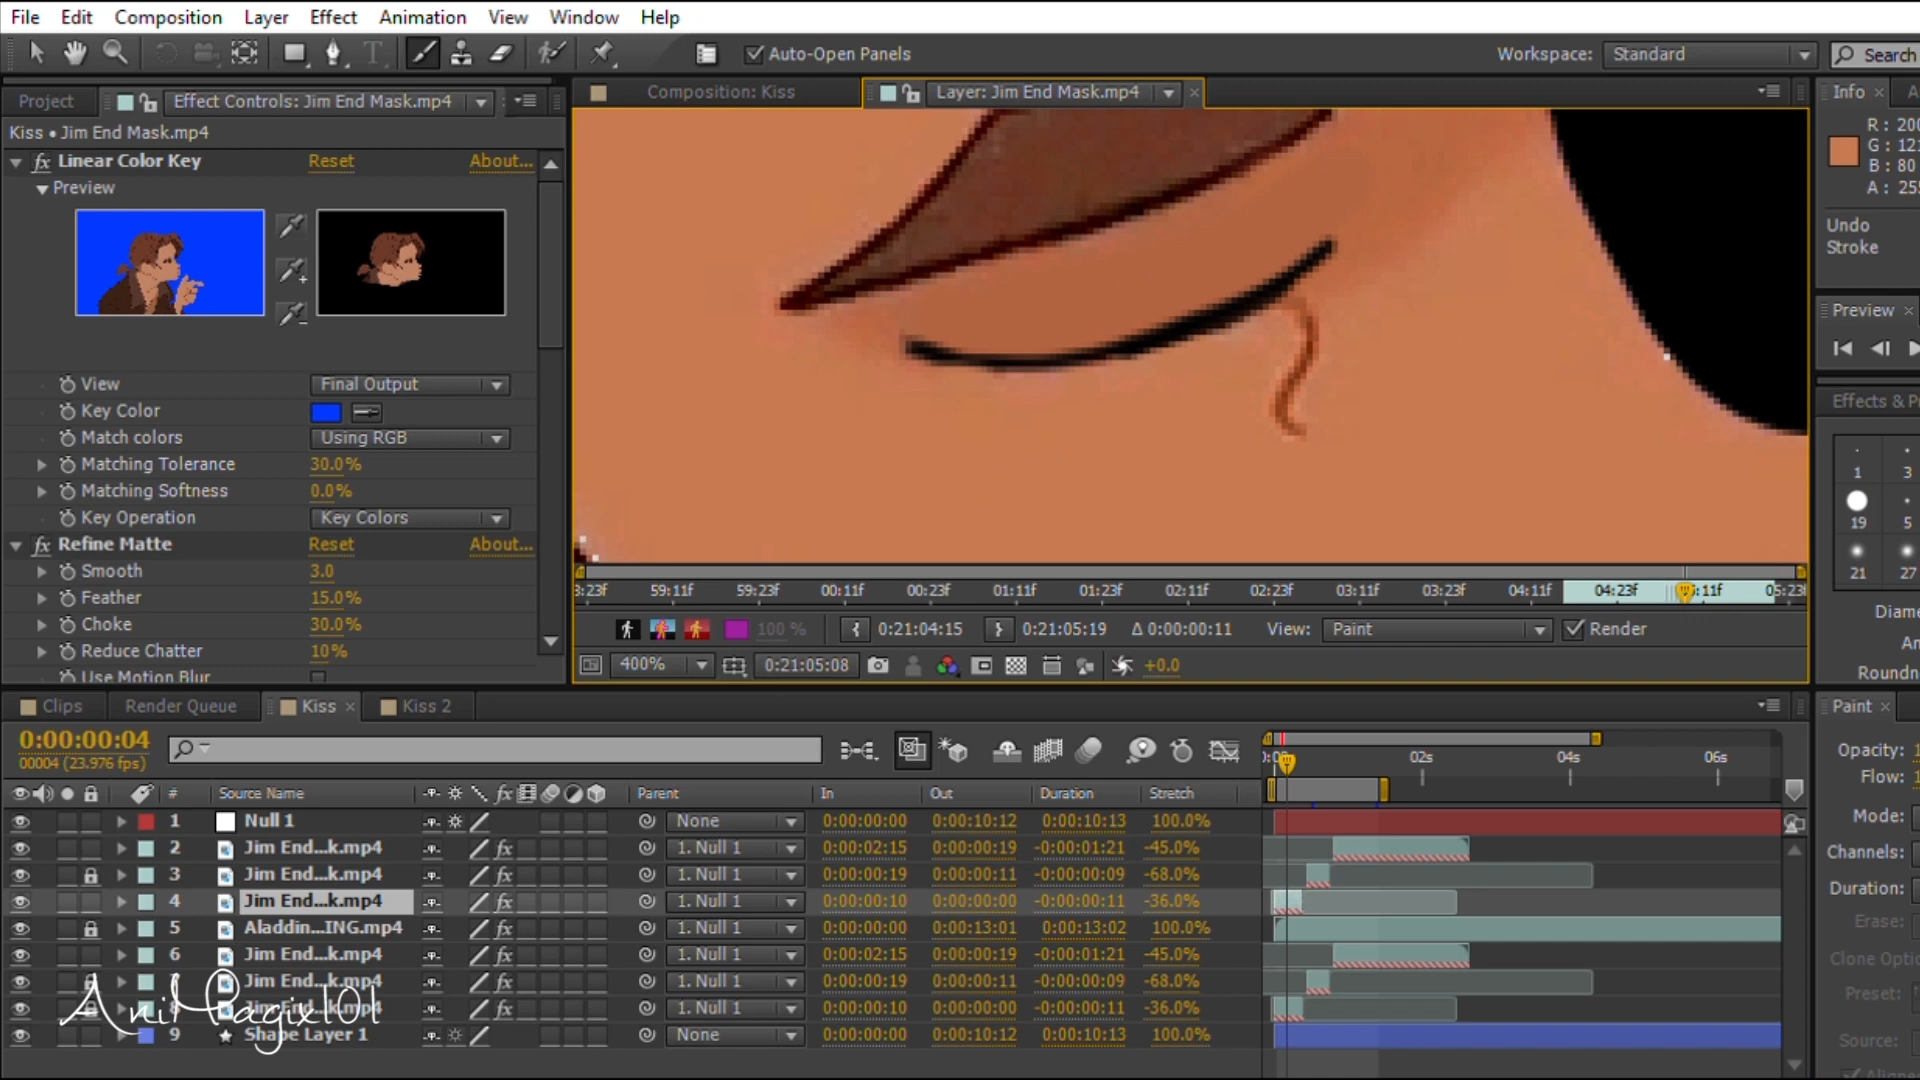 File Edit Composition Layer Effect Animation View Window Help
Auto-Open Panels Workspace: Standard Search
Project Effect Controls: Jim End Mask.mp4 Composition: Kiss Layer: Jim End Mask.mp4 Info
Kiss • Jim End Mask.mp4
Linear Color Key Reset About...
Preview
View Final Output
Key Color
Match colors Using RGB
Matching Tolerance 30.0%
Matching Softness 0.0%
Key Operation Key Colors
Refine Matte Reset About...
Smooth 3.0
Feather 15.0%
Choke 30.0%
Reduce Chatter 10%
Use Motion Blur
3:23f 59:11f 59:23f 00:11f 00:23f 01:11f 01:23f 02:11f 02:23f 03:11f 03:23f 04:11f 04:23f 11f 05:23f
100 % 0:21:04:15 0:21:05:19 Δ 0:00:00:11 View: Paint Render
400% 0:21:05:08 +0.0
R: 200
G: 121
B: 80
A: 255
Undo
Stroke
Preview
Effects & Pr
1 3
19 5
21 27
Diame
An
Roundn
Clips Render Queue Kiss Kiss 2
0:00:00:04
00004 (23.976 fps)
02s 04s 06s
# Source Name fx Parent In Out Duration Stretch
1 Null 1 None 0:00:00:00 0:00:10:12 0:00:10:13 100.0%
2 Jim End...k.mp4 fx 1. Null 1 0:00:02:15 0:00:00:19 -0:00:01:21 -45.0%
3 Jim End...k.mp4 fx 1. Null 1 0:00:00:19 0:00:00:11 -0:00:00:09 -68.0%
4 Jim End...k.mp4 fx 1. Null 1 0:00:00:10 0:00:00:00 -0:00:00:11 -36.0%
5 Aladdin...ING.mp4 fx 1. Null 1 0:00:00:00 0:00:13:01 0:00:13:02 100.0%
6 Jim End...k.mp4 fx 1. Null 1 0:00:02:15 0:00:00:19 -0:00:01:21 -45.0%
Jim End...k.mp4 fx 1. Null 1 0:00:00:19 0:00:00:11 -0:00:00:09 -68.0%
8 Jim End...k.mp4 fx 1. Null 1 0:00:00:10 0:00:00:00 -0:00:00:11 -36.0%
9 Shape Layer 1 None 0:00:00:00 0:00:10:12 0:00:10:13 100.0%
AniMagix101
Paint
Opacity: 1
Flow:
Mode:
Channels:
Duration:
Erase:
Clone Optio
Preset:
Source:
Aligne